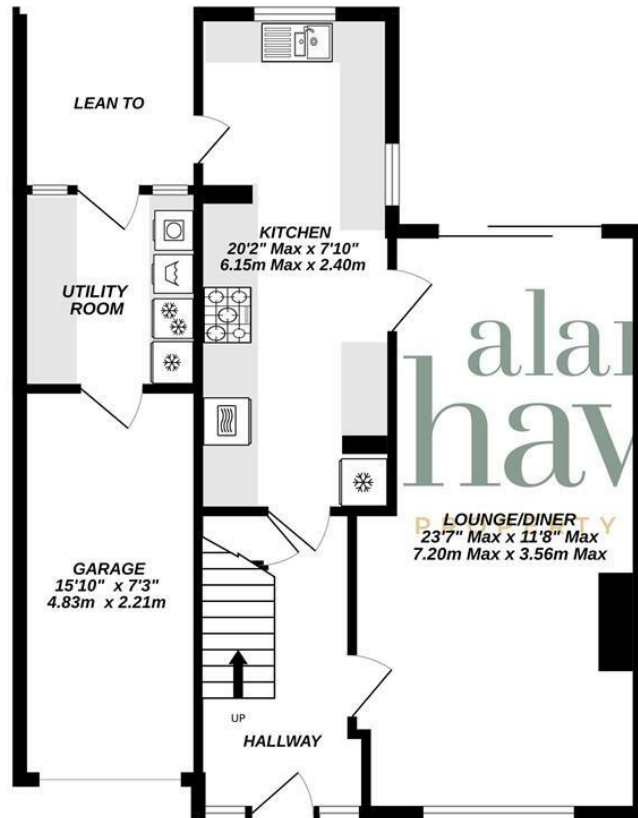 LEAN TO
KITCHEN
20'2" Max x 7'10"
6.15m Max x 2.40m
UTILITY
ROOM
alan
haw
PROPERTY
LOUNGE/DINER
23'7" Max x 11'8" Max
7.20m Max x 3.56m Max
GARAGE
15'10" x 7'3"
4.83m x 2.21m
UP
HALLWAY